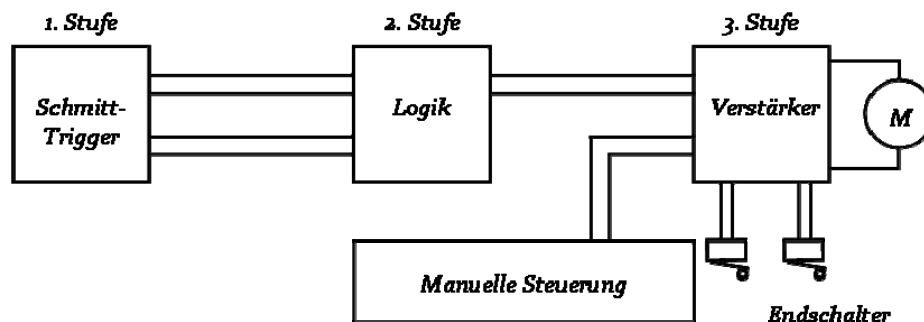 1. Stufe
2. Stufe
3. Stufe
Schmitt-
Trigger
Logik
Verstärker
M
Manuelle Steuerung
Endschalter